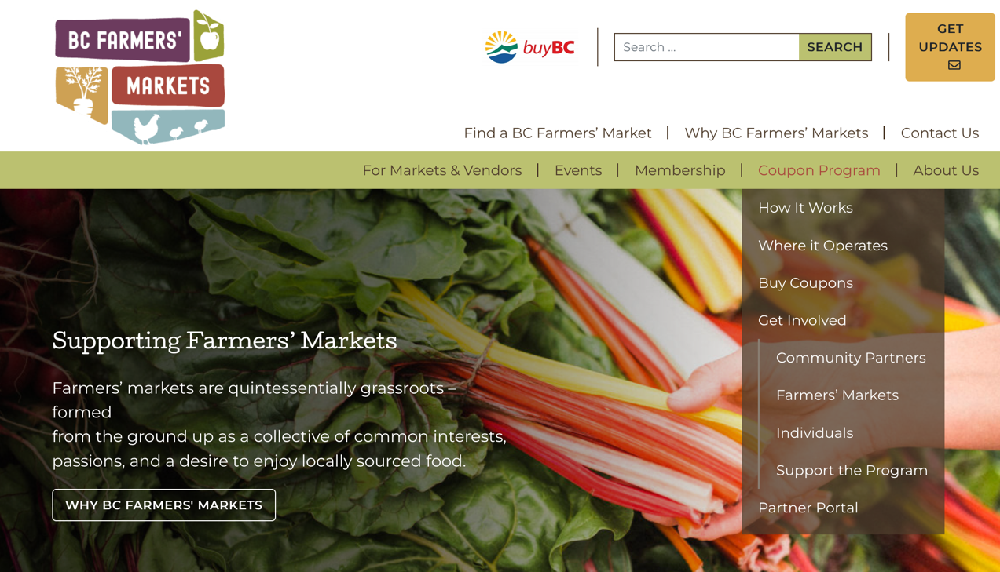 BC FARMERS'
MARKETS
buyBC
Search ...
SEARCH
GET
UPDATES
Find a BC Farmers’ Market
Why BC Farmers’ Markets
Contact Us
For Markets & Vendors
Events
Membership
Coupon Program
About Us
How It Works
Where it Operates
Buy Coupons
Get Involved
Community Partners
Farmers’ Markets
Individuals
Support the Program
Partner Portal
Supporting Farmers’ Markets
Farmers’ markets are quintessentially grassroots –
formed
from the ground up as a collective of common interests,
passions, and a desire to enjoy locally sourced food.
WHY BC FARMERS' MARKETS